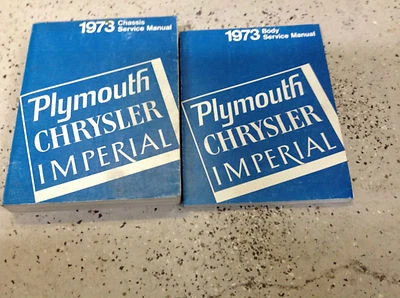 1973 Chassis
Service Manual
Plymouth
CHRYSLER
IMPERIAL
1973 Body
Service Manual
Plymouth
CHRYSLER
IMPERIAL